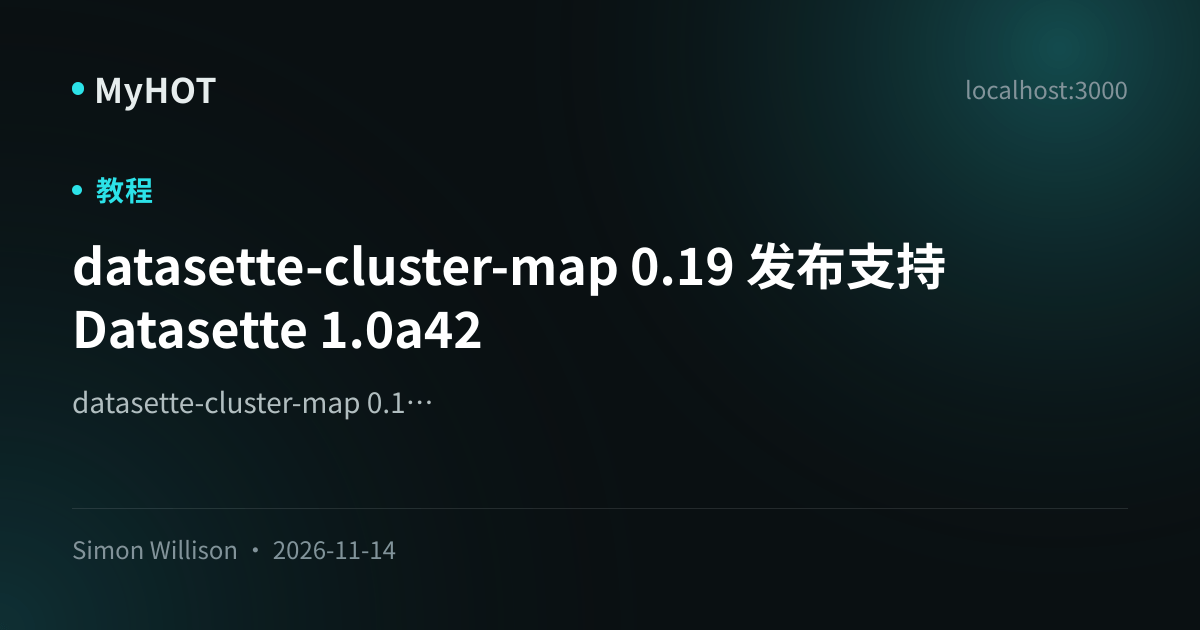 MyHOT
localhost:3000
教程
datasette-cluster-map 0.19 发布支持
Datasette 1.0a42
datasette-cluster-map 0.1…
Simon Willison · 2026-11-14